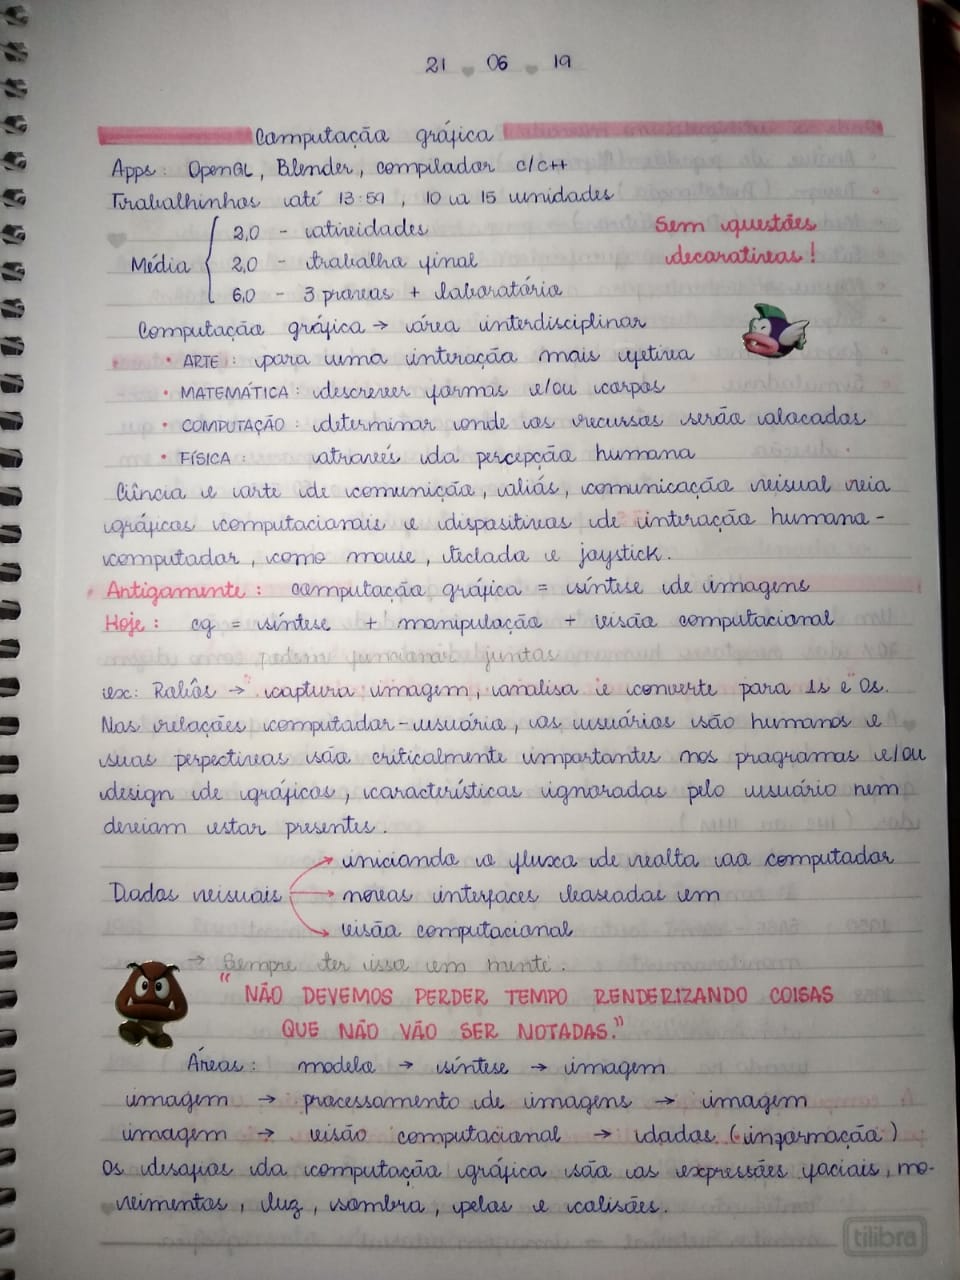 21 06 19
Computação gráfica
Apps: OpenGL, Blender, compilador c/c++
Trabalhinhos até 13:59, 10 a 15 unidades
2,0 - atividades
Sem questões
Média
2,0 - trabalho final
decorativas!
6,0 - 3 provas + laboratório
Computação gráfica → área interdisciplinar
• ARTE: para uma interação mais efetiva
• MATEMÁTICA: descrever formas e/ou corpos
• COMPUTAÇÃO: determinar onde os recursos serão alocados
• FÍSICA: através da percepção humana
Ciência e arte de comunição, aliás, comunicação visual via
gráficos computacionais e dispositivos de interação humano-
computador, como mouse, teclado e joystick.
Antigamente: computação gráfica = síntese de imagens
Hoje: cg = síntese + manipulação + visão computacional
podem funcionar juntas
ex: Robôs → captura imagem, analisa e converte para 1s e 0s.
Nas relações computador-usuário, os usuários são humanos e
suas perpectivas são criticalmente importantes nos programas e/ou
design de gráficos, características ignoradas pelo usuário nem
deveiam estar presentes.
iniciando o fluxo de volta ao computador
Dados visuais
novas interfaces baseadas em
visão computacional
→ Sempre ter isso em mente.
"NÃO DEVEMOS PERDER TEMPO RENDERIZANDO COISAS
QUE NÃO VÃO SER NOTADAS."
Áreas: modelo → síntese → imagem
imagem → processamento de imagens → imagem
imagem → visão computacional → dados (informação)
Os desafios da computação gráfica são as expressões faciais, mo-
vimentos, luz, sombra, pelos e colisões.
tilibra